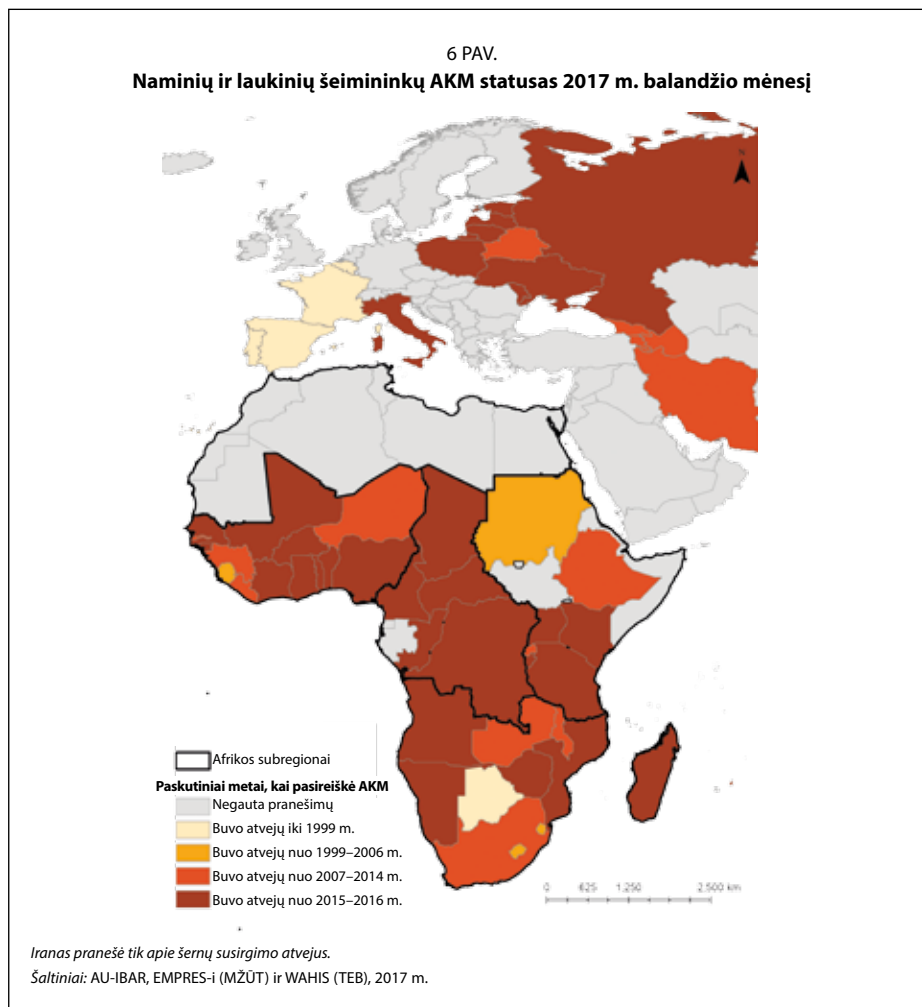 6 PAV.
Naminių ir laukinių šeimininkų AKM statusas 2017 m. balandžio mėnesį
N
Afrikos subregionai
Paskutiniai metai, kai pasireiškė AKM
Negauta pranešimų
Buvo atvejų iki 1999 m.
Buvo atvejų nuo 1999–2006 m.
Buvo atvejų nuo 2007–2014 m.
Buvo atvejų nuo 2015–2016 m.
0 625 1.250 2.500 km
Iranas pranešė tik apie šernų susirgimo atvejus.
Šaltiniai: AU-IBAR, EMPRES-i (MŽŪT) ir WAHIS (TEB), 2017 m.